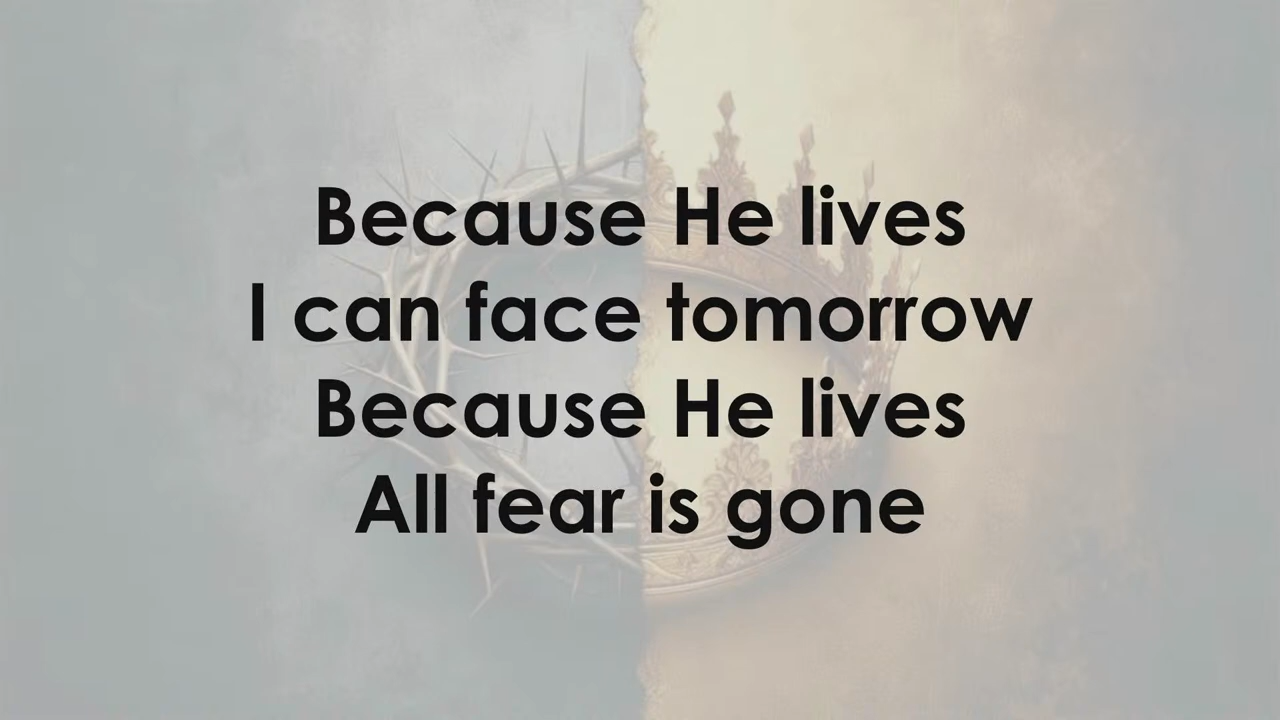 Because He lives
I can face tomorrow
Because He lives
All fear is gone